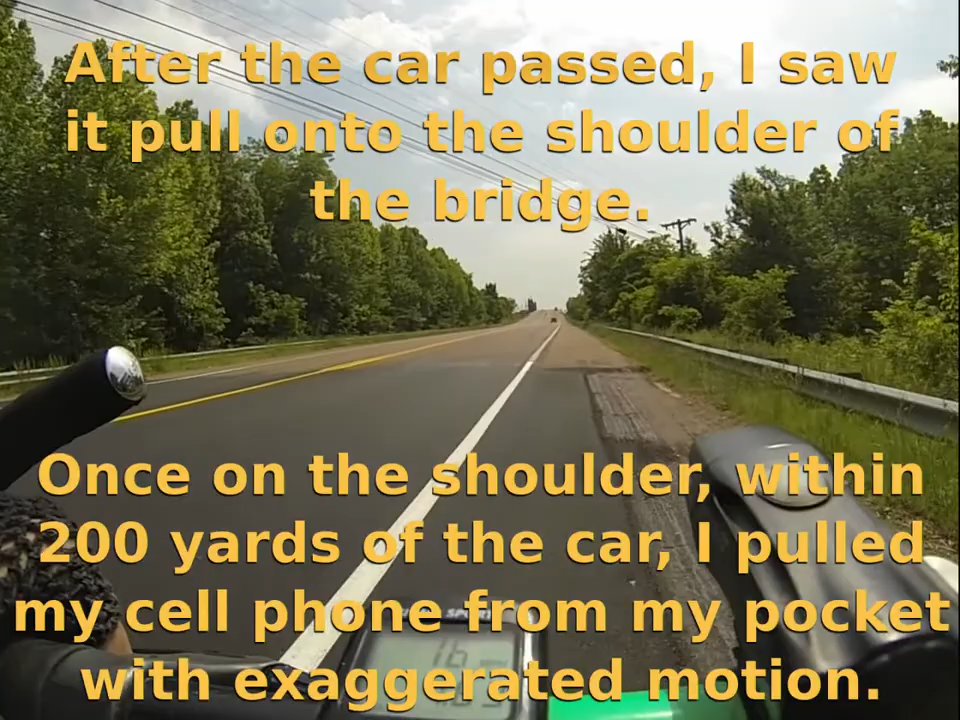 After the car passed, I saw
it pull onto the shoulder of
the bridge.
Once on the shoulder, within
200 yards of the car, I pulled
my cell phone from my pocket
with exaggerated motion.